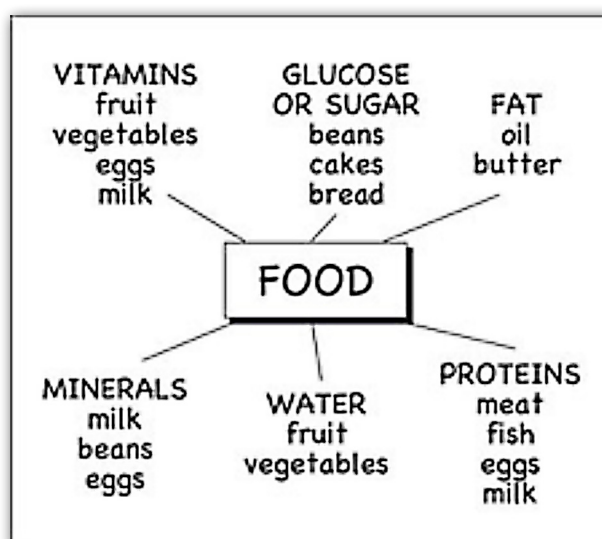 VITAMINS
fruit
vegetables
eggs
milk
GLUCOSE
OR SUGAR
beans
cakes
bread
FAT
oil
butter
FOOD
MINERALS
milk
beans
eggs
WATER
fruit
vegetables
PROTEINS
meat
fish
eggs
milk